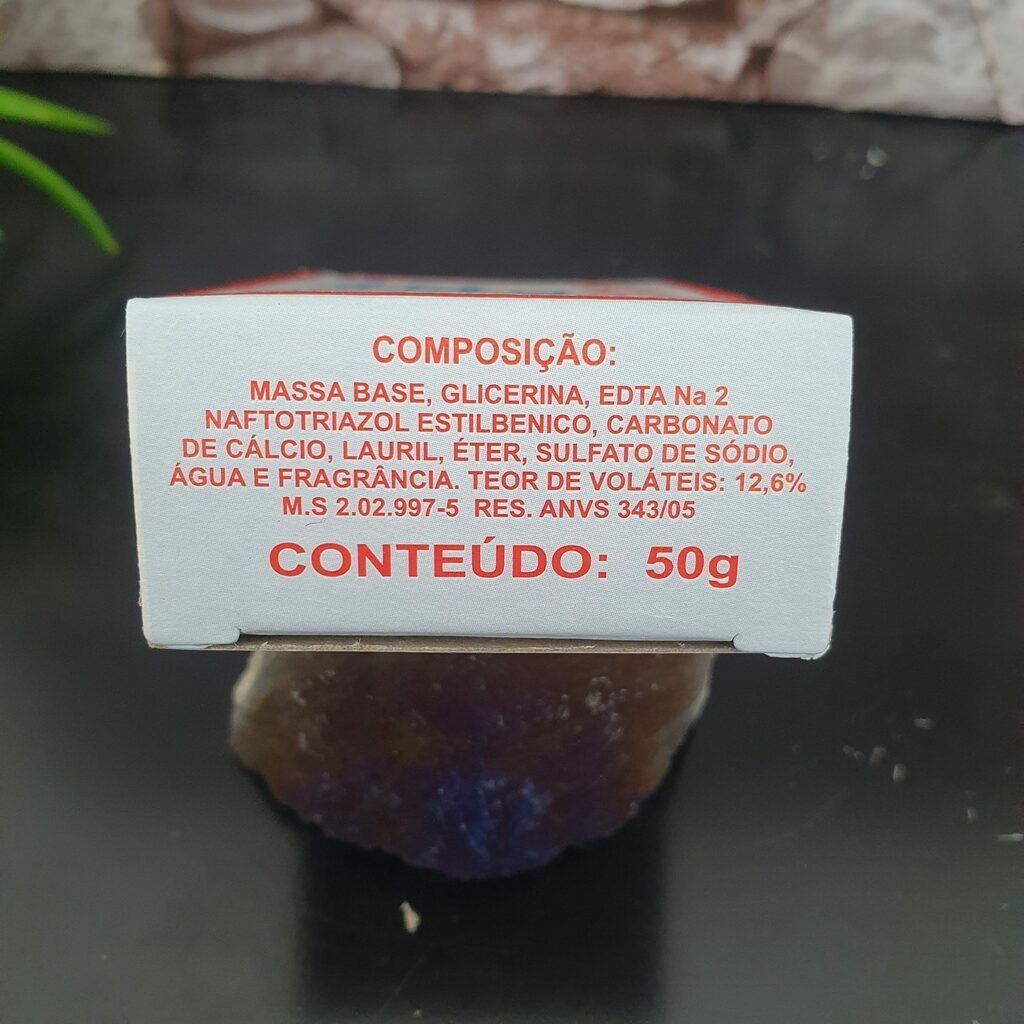 COMPOSIÇÃO:
MASSA BASE, GLICERINA, EDTA Na 2
NAFTOTRIAZOL ESTILBENICO, CARBONATO
DE CÁLCIO, LAURIL, ÉTER, SULFATO DE SÓDIO,
ÁGUA E FRAGRÂNCIA. TEOR DE VOLÁTEIS: 12,6%
M.S 2.02.997-5 RES. ANVS 343/05
CONTEÚDO: 50g